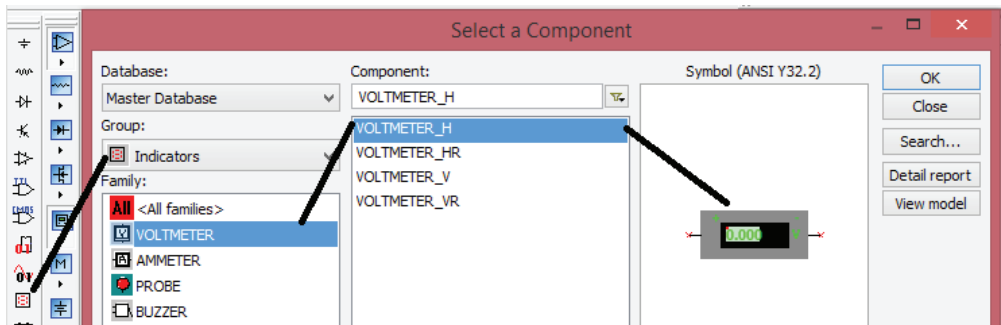 Select a Component
Database:
Master Database
Group:
Indicators
Family:
All <All families>
VOLTMETER
AMMETER
PROBE
BUZZER
Component:
VOLTMETER_H
VOLTMETER_H
VOLTMETER_HR
VOLTMETER_V
VOLTMETER_VR
Symbol (ANSI Y32.2)
0.000
OK
Close
Search...
Detail report
View model